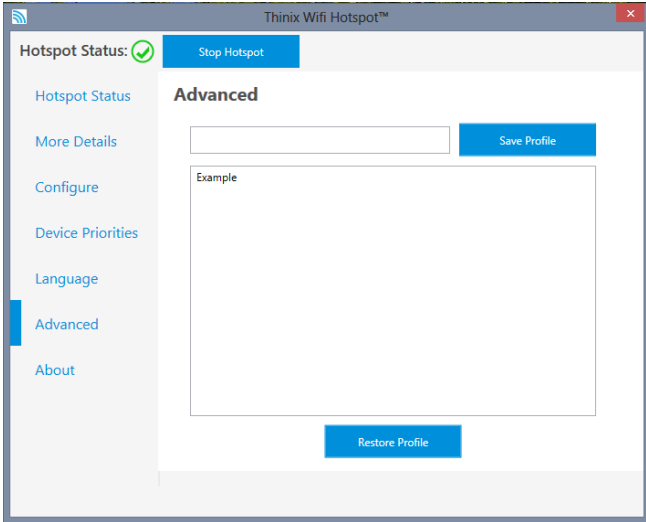 Thinix Wifi Hotspot™
Hotspot Status:
Stop Hotspot
Hotspot Status
More Details
Configure
Device Priorities
Language
Advanced
About
Advanced
Save Profile
Example
Restore Profile